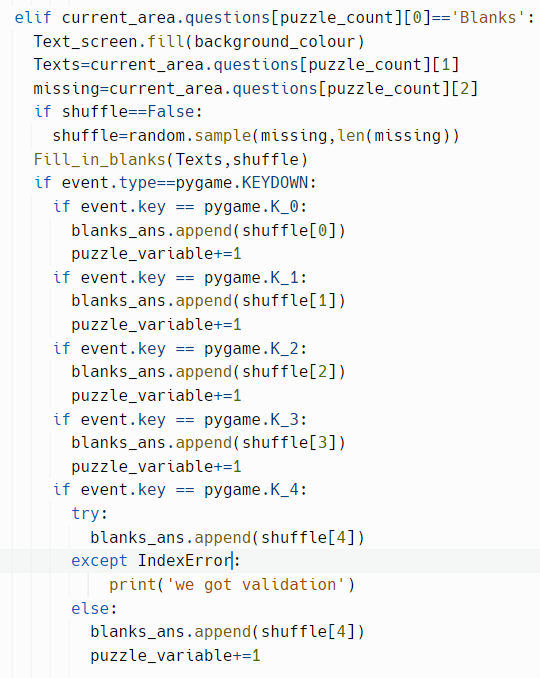 elif current_area.questions[puzzle_count][0]=='Blanks':
  Text_screen.fill(background_colour)
  Texts=current_area.questions[puzzle_count][1]
  missing=current_area.questions[puzzle_count][2]
  if shuffle==False:
    shuffle=random.sample(missing,len(missing))
  Fill_in_blanks(Texts,shuffle)
  if event.type==pygame.KEYDOWN:
    if event.key == pygame.K_0:
      blanks_ans.append(shuffle[0])
      puzzle_variable+=1
    if event.key == pygame.K_1:
      blanks_ans.append(shuffle[1])
      puzzle_variable+=1
    if event.key == pygame.K_2:
      blanks_ans.append(shuffle[2])
      puzzle_variable+=1
    if event.key == pygame.K_3:
      blanks_ans.append(shuffle[3])
      puzzle_variable+=1
    if event.key == pygame.K_4:
      try:
        blanks_ans.append(shuffle[4])
      except IndexError:
          print('we got validation')
      else:
        blanks_ans.append(shuffle[4])
        puzzle_variable+=1